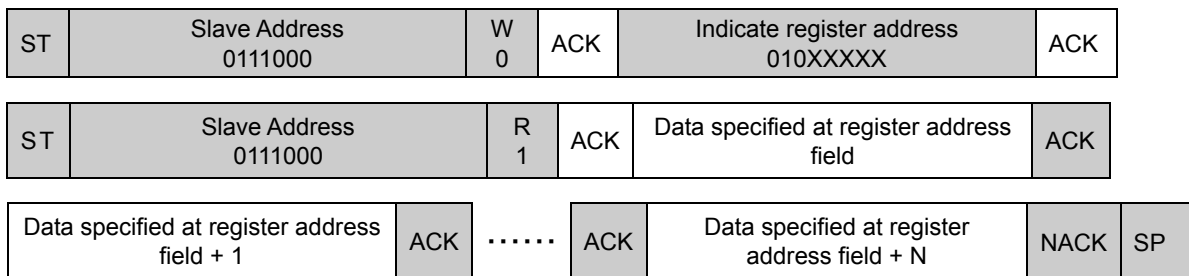 ST Slave Address 0111000 W 0 ACK Indicate register address 010XXXXX ACK
ST Slave Address 0111000 R 1 ACK Data specified at register address field ACK
Data specified at register address field + 1 ACK ...... ACK Data specified at register address field + N NACK SP